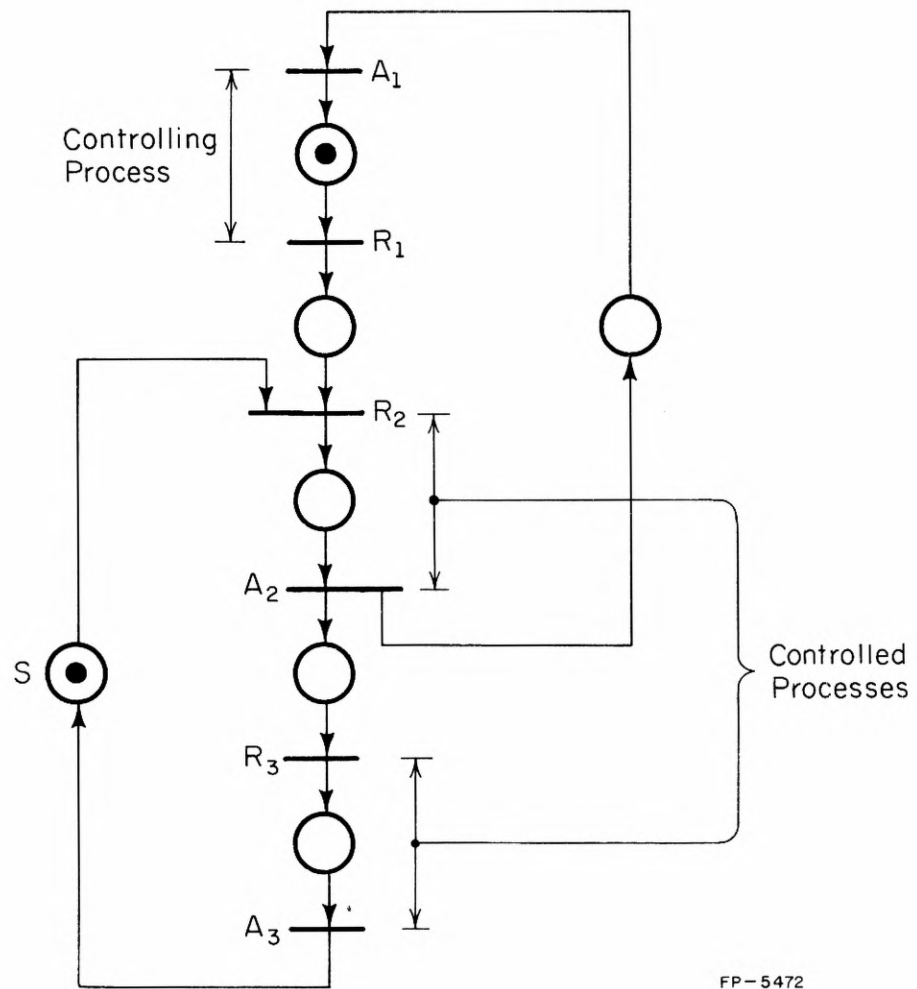 A₁
Controlling
Process
R₁
R₂
A₂
S
Controlled
Processes
R₃
A₃
FP-5472